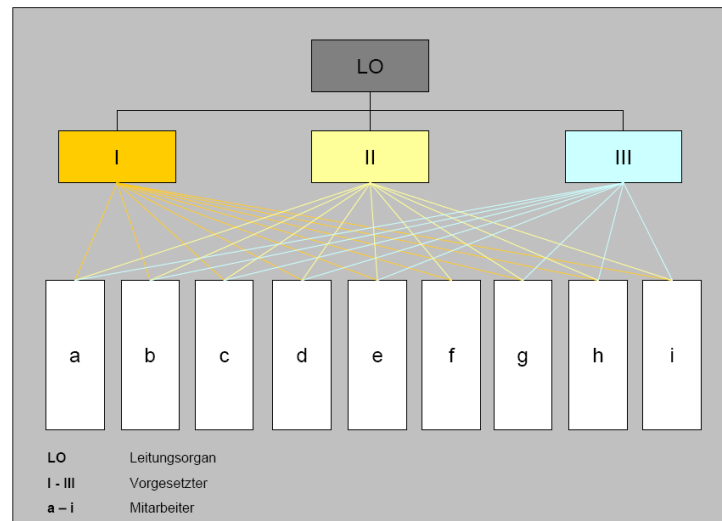 LO
I II III
a b c d e f g h i
LO Leitungsorgan
I - III Vorgesetzter
a – i Mitarbeiter